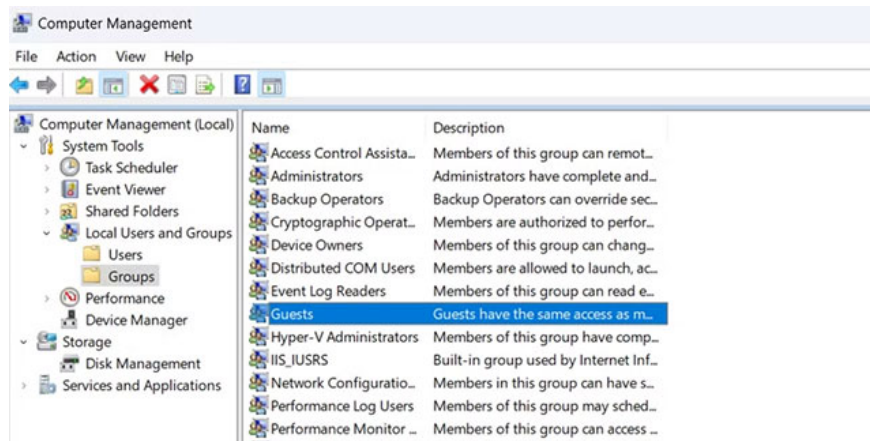 Computer Management
File Action View Help
Computer Management (Local)
System Tools
Task Scheduler
Event Viewer
Shared Folders
Local Users and Groups
Users
Groups
Performance
Device Manager
Storage
Disk Management
Services and Applications
Name Description
Access Control Assista... Members of this group can remot...
Administrators Administrators have complete and...
Backup Operators Backup Operators can override sec...
Cryptographic Operat... Members are authorized to perfor...
Device Owners Members of this group can chang...
Distributed COM Users Members are allowed to launch, ac...
Event Log Readers Members of this group can read e...
Guests Guests have the same access as m...
Hyper-V Administrators Members of this group have comp...
IIS_IUSRS Built-in group used by Internet Inf...
Network Configuratio... Members in this group can have s...
Performance Log Users Members of this group may sched...
Performance Monitor ... Members of this group can access ...